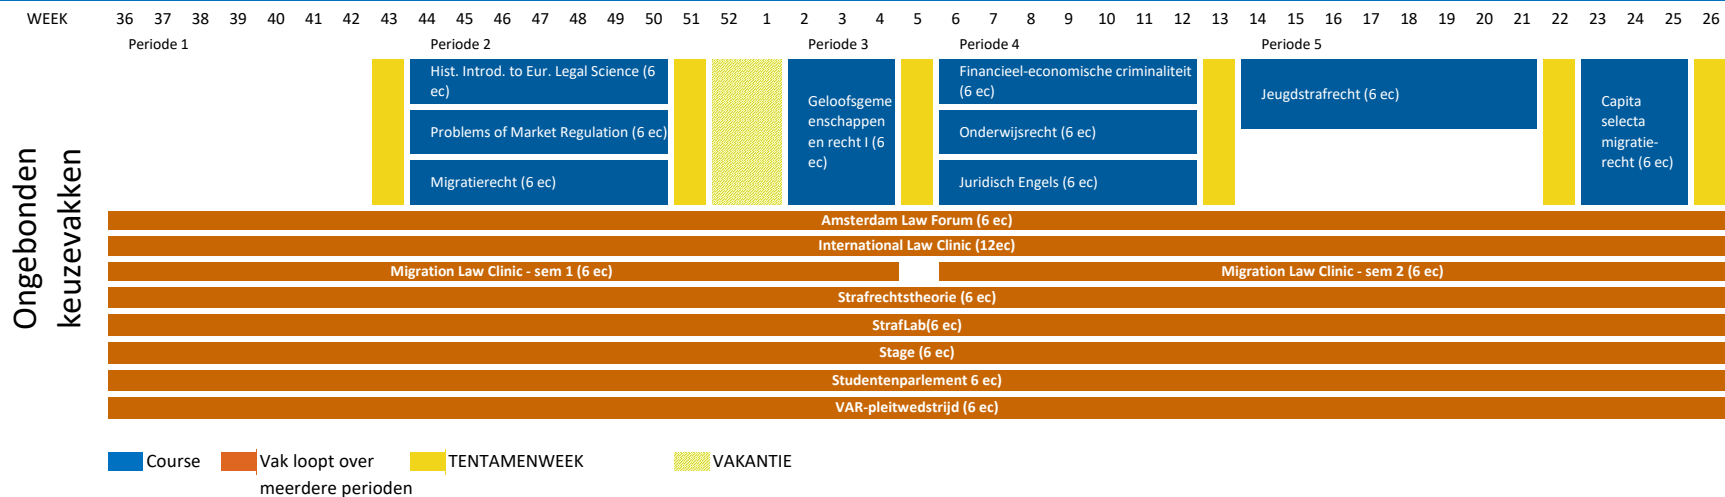 WEEK 36 37 38 39 40 41 42 43 44 45 46 47 48 49 50 51 52 1 2 3 4 5 6 7 8 9 10 11 12 13 14 15 16 17 18 19 20 21 22 23 24 25 26
Periode 1 Periode 2 Periode 3 Periode 4 Periode 5
Ongebonden
keuzevakken
Hist. Introd. to Eur. Legal Science (6
ec)
Problems of Market Regulation (6 ec)
Migratierecht (6 ec)
Geloofsgeme
enschappen
en recht I (6
ec)
Financieel-economische criminaliteit
(6 ec)
Onderwijsrecht (6 ec)
Juridisch Engels (6 ec)
Jeugdstrafrecht (6 ec)
Capita
selecta
migratie-
recht (6 ec)
Amsterdam Law Forum (6 ec)
International Law Clinic (12ec)
Migration Law Clinic - sem 1 (6 ec) Migration Law Clinic - sem 2 (6 ec)
Strafrechtstheorie (6 ec)
StrafLab(6 ec)
Stage (6 ec)
Studentenparlement 6 ec)
VAR-pleitwedstrijd (6 ec)
Course Vak loopt over TENTAMENWEEK VAKANTIE
meerdere perioden